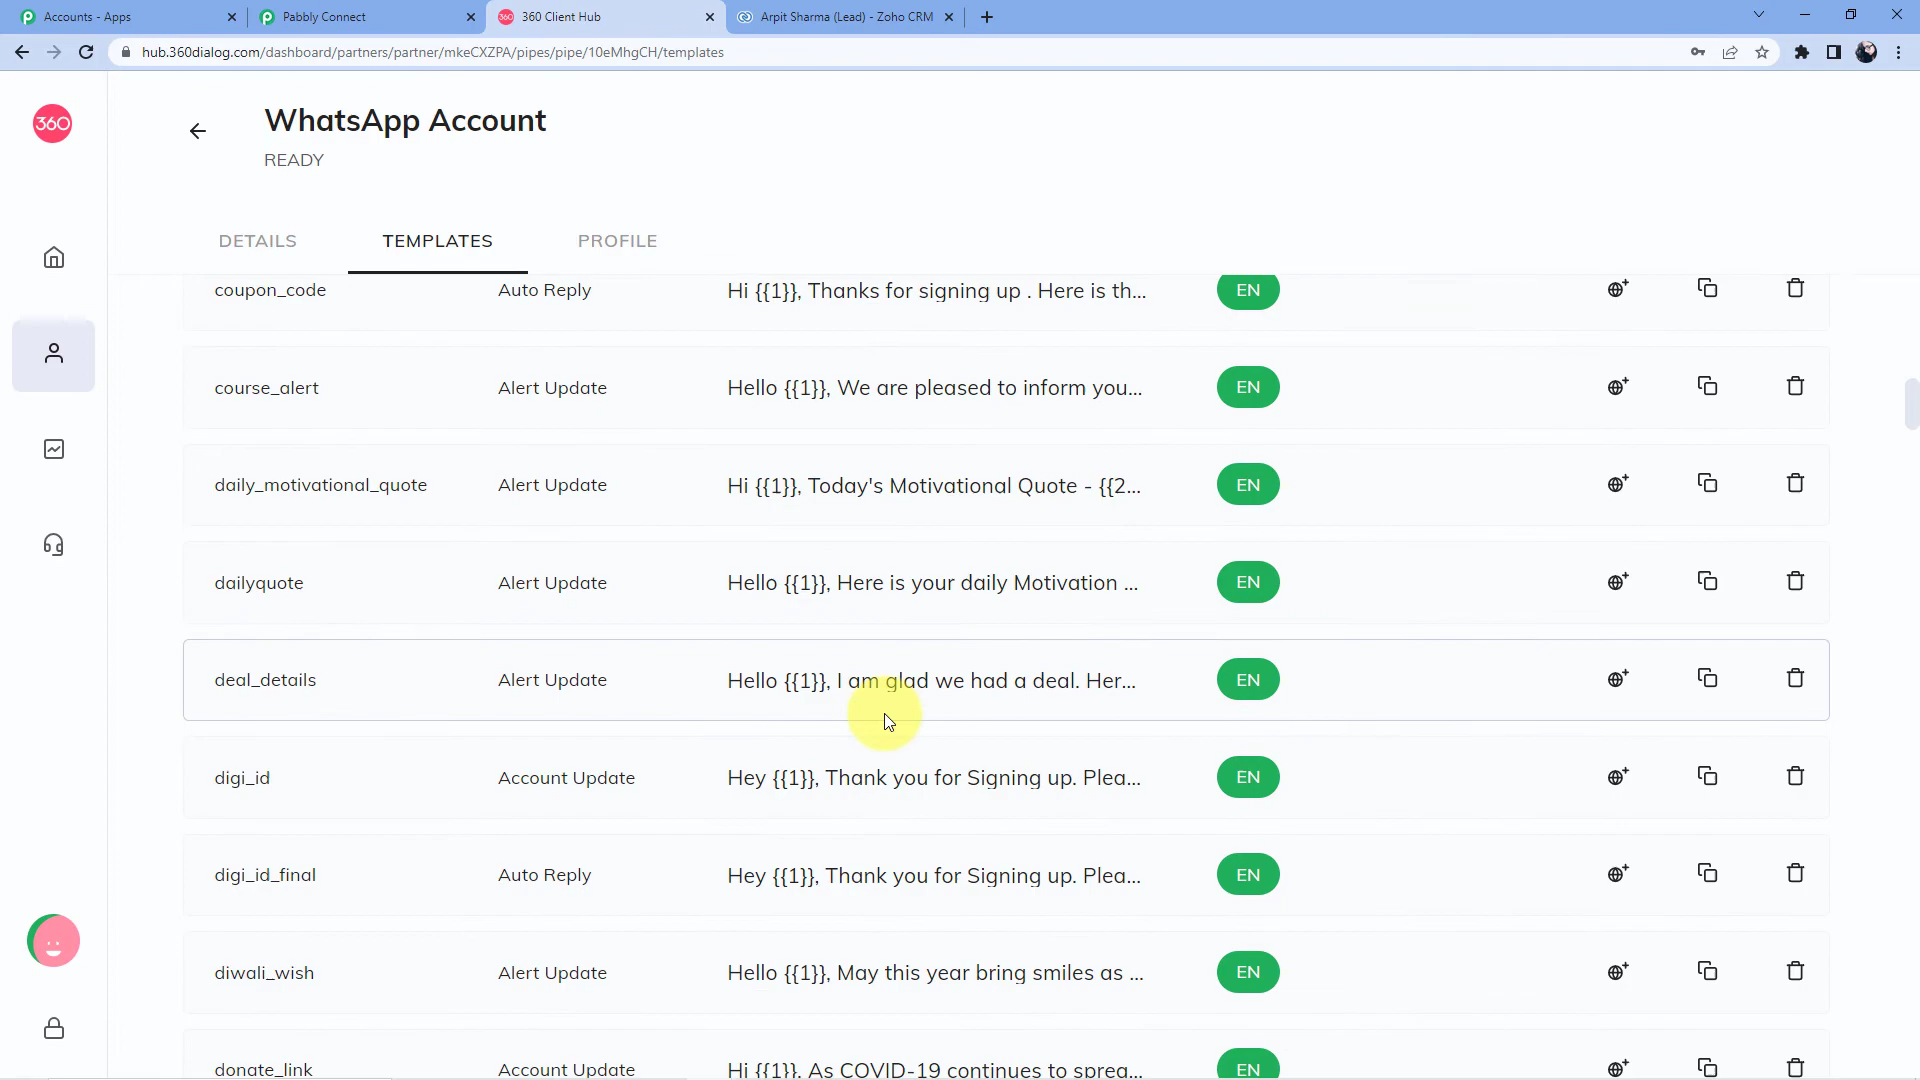 Accounts - Apps
Pabbly Connect
360 Client Hub
Arpit Sharma (Lead) - Zoho CRM
hub.360dialog.com/dashboard/partners/partner/mkeCXZPA/pipes/pipe/10eMhgCH/templates
360
WhatsApp Account
READY
DETAILS TEMPLATES PROFILE
coupon_code Auto Reply Hi {{1}}, Thanks for signing up . Here is th... EN
course_alert Alert Update Hello {{1}}, We are pleased to inform you... EN
daily_motivational_quote Alert Update Hi {{1}}, Today's Motivational Quote - {{2... EN
dailyquote Alert Update Hello {{1}}, Here is your daily Motivation ... EN
deal_details Alert Update Hello {{1}}, I am glad we had a deal. Her... EN
digi_id Account Update Hey {{1}}, Thank you for Signing up. Plea... EN
digi_id_final Auto Reply Hey {{1}}, Thank you for Signing up. Plea... EN
diwali_wish Alert Update Hello {{1}}, May this year bring smiles as ... EN
donate_link Account Update Hi {{1}}, As COVID-19 continues to sprea... EN